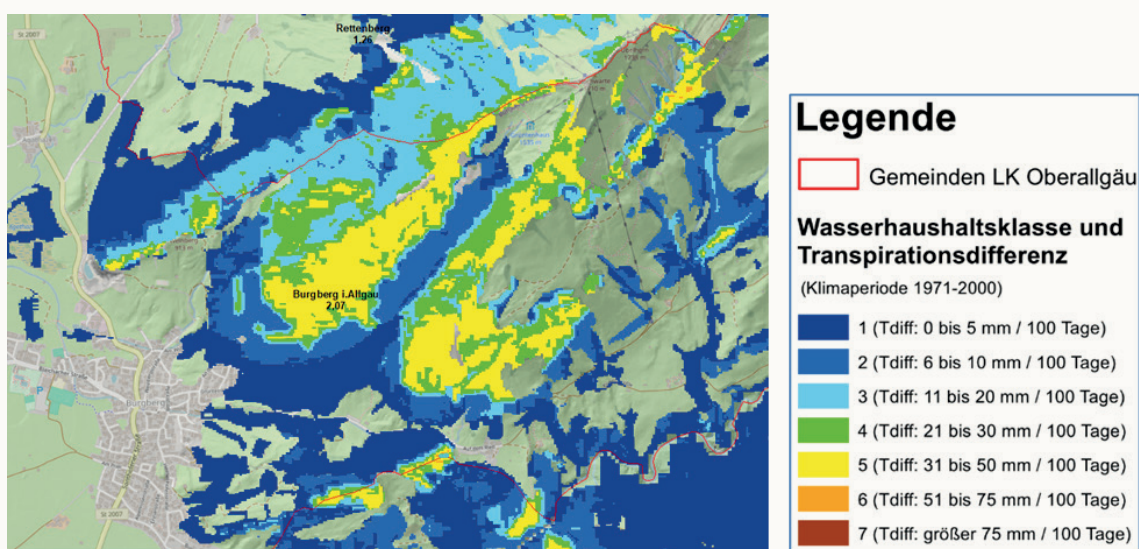 St 2007
Rettenberg
1.26
Burgberg i.Allgäu
2,07
Burgberg
P
St 2007
Legende
Gemeinden LK Oberallgäu
Wasserhaushaltsklasse und
Transpirationsdifferenz
(Klimaperiode 1971-2000)
1 (Tdiff: 0 bis 5 mm / 100 Tage)
2 (Tdiff: 6 bis 10 mm / 100 Tage)
3 (Tdiff: 11 bis 20 mm / 100 Tage)
4 (Tdiff: 21 bis 30 mm / 100 Tage)
5 (Tdiff: 31 bis 50 mm / 100 Tage)
6 (Tdiff: 51 bis 75 mm / 100 Tage)
7 (Tdiff: größer 75 mm / 100 Tage)